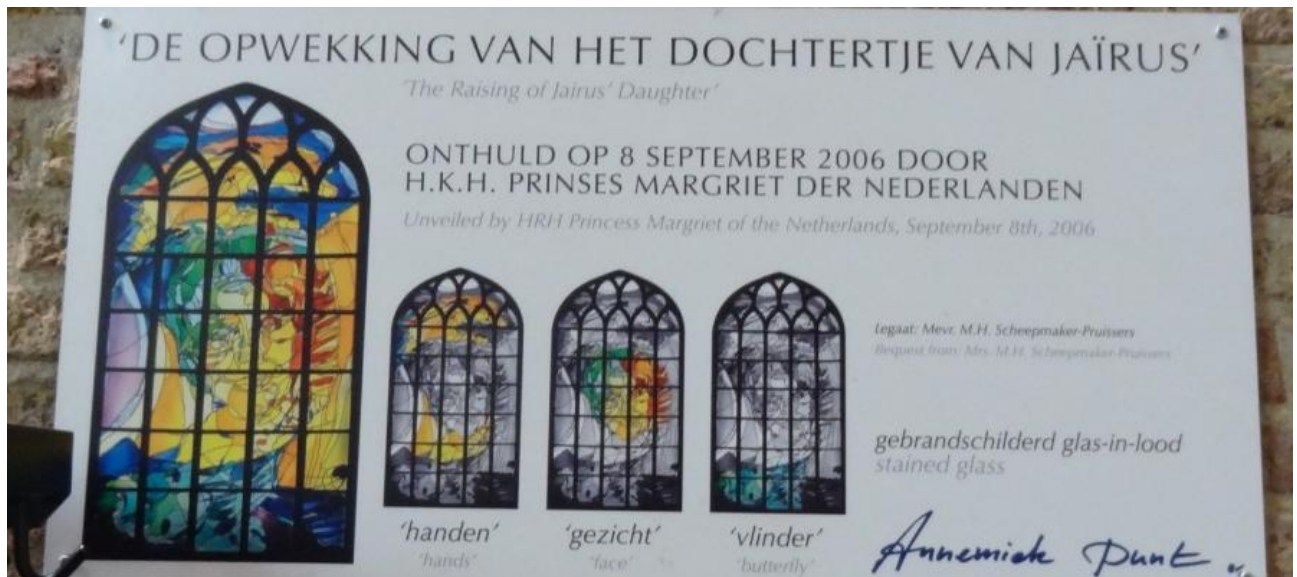 'DE OPWEKKING VAN HET DOCHTERTJE VAN JAÏRUS'
'The Raising of Jairus' Daughter'
ONTHULD OP 8 SEPTEMBER 2006 DOOR
H.K.H. PRINSES MARGRIET DER NEDERLANDEN
Unveiled by HRH Princess Margriet of the Netherlands, September 8th, 2006
Legaat: Mevr. M.H. Scheepmaker-Pruissers
Bequest from: Mrs. M.H. Scheepmaker-Pruissers
gebrandschilderd glas-in-lood
stained glass
'handen'
'hands'
'gezicht'
'face'
'vlinder'
'butterfly'
Annemiek Punt